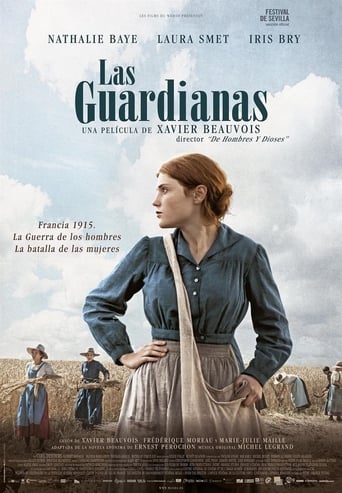 LES FILMS DU WORSO PRESENTA
FESTIVAL
DE SEVILLA
NATHALIE BAYE LAURA SMET IRIS BRY
Las
Guardianas
UNA PELÍCULA DE XAVIER BEAUVOIS
director "De Hombres Y Dioses"
Francia 1915.
La Guerra de los hombres
La batalla de las mujeres
GUIÓN DE XAVIER BEAUVOIS, FRÉDÉRIQUE MOREAU Y MARIE-JULIE MAILLE
ADAPTADA DE LA NOVELA HOMÓNIMA DE ERNEST PEROCHON MÚSICA ORIGINAL MICHEL LEGRAND